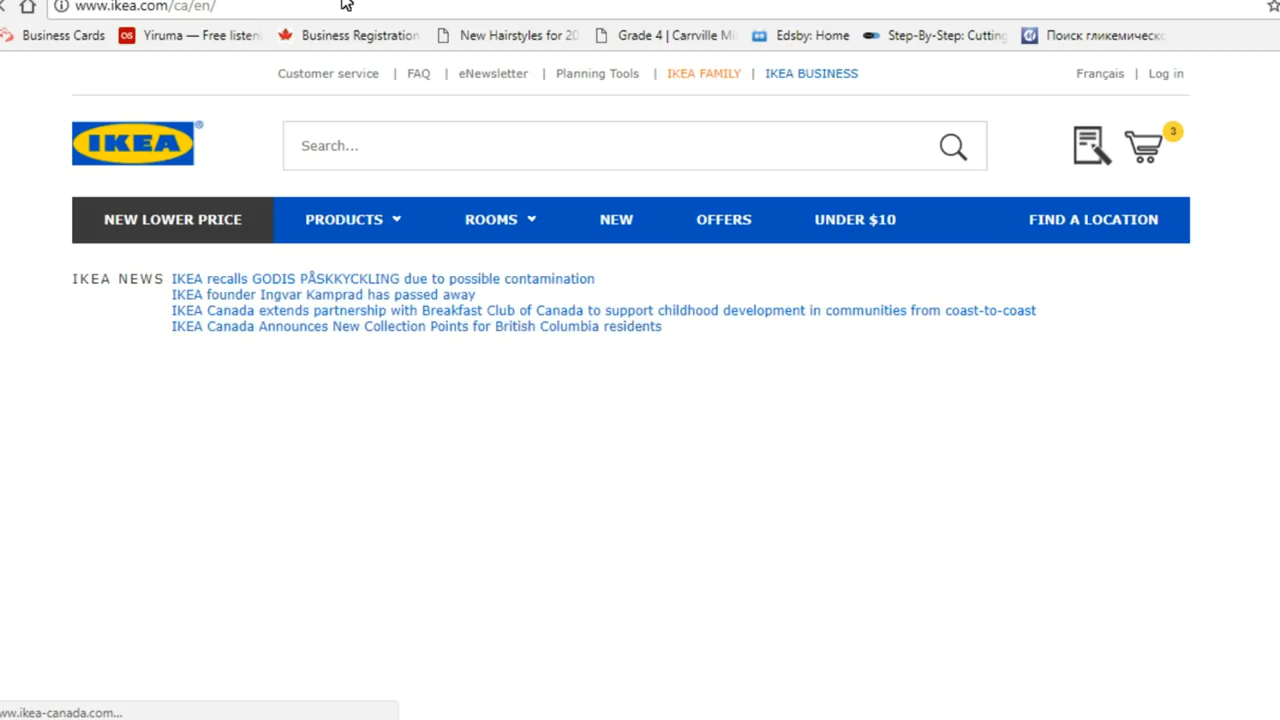 www.ikea.com/ca/en/
Business Cards Yiruma — Free listen Business Registration New Hairstyles for 20 Grade 4 | Carrville Mi Edsby: Home Step-By-Step: Cutting Поиск гликемическо
Customer service | FAQ | eNewsletter | Planning Tools | IKEA FAMILY | IKEA BUSINESS Français | Log in
IKEA® Search... 3
NEW LOWER PRICE PRODUCTS ROOMS NEW OFFERS UNDER $10 FIND A LOCATION
IKEA NEWS IKEA recalls GODIS PÅSKKYCKLING due to possible contamination
IKEA founder Ingvar Kamprad has passed away
IKEA Canada extends partnership with Breakfast Club of Canada to support childhood development in communities from coast-to-coast
IKEA Canada Announces New Collection Points for British Columbia residents
ww.ikea-canada.com...